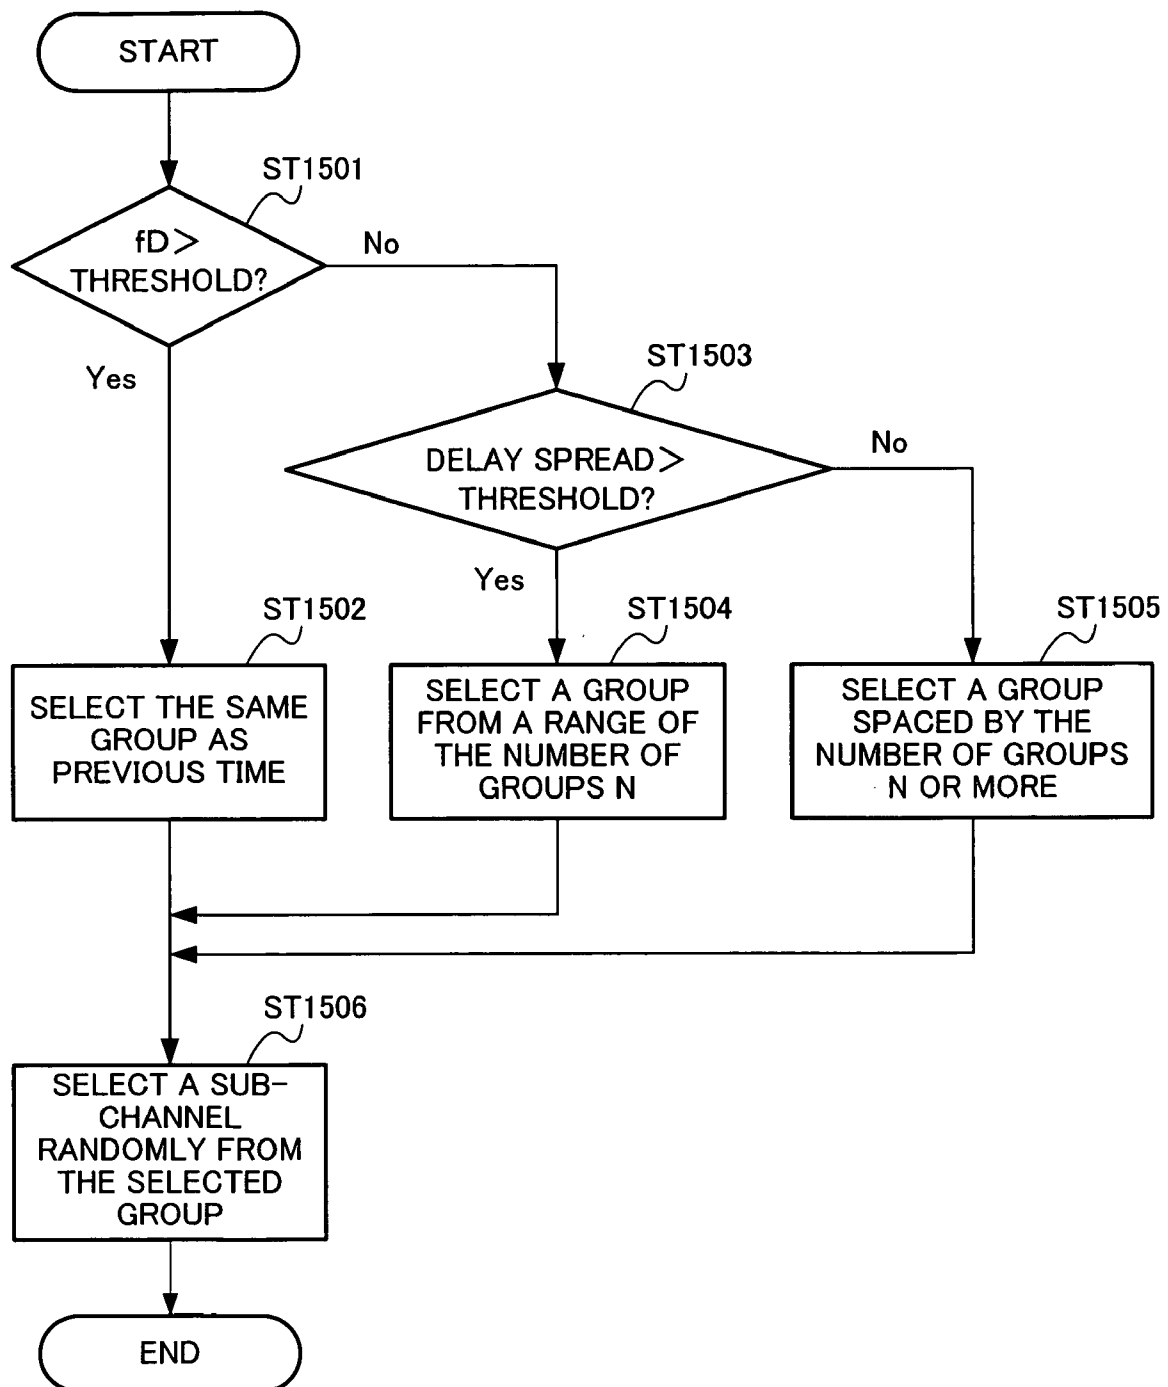 START
ST1501
fD>
THRESHOLD?
No
Yes
ST1503
DELAY SPREAD>
THRESHOLD?
No
Yes
ST1502
SELECT THE SAME
GROUP AS
PREVIOUS TIME
ST1504
SELECT A GROUP
FROM A RANGE OF
THE NUMBER OF
GROUPS N
ST1505
SELECT A GROUP
SPACED BY THE
NUMBER OF GROUPS
N OR MORE
ST1506
SELECT A SUB-
CHANNEL
RANDOMLY FROM
THE SELECTED
GROUP
END